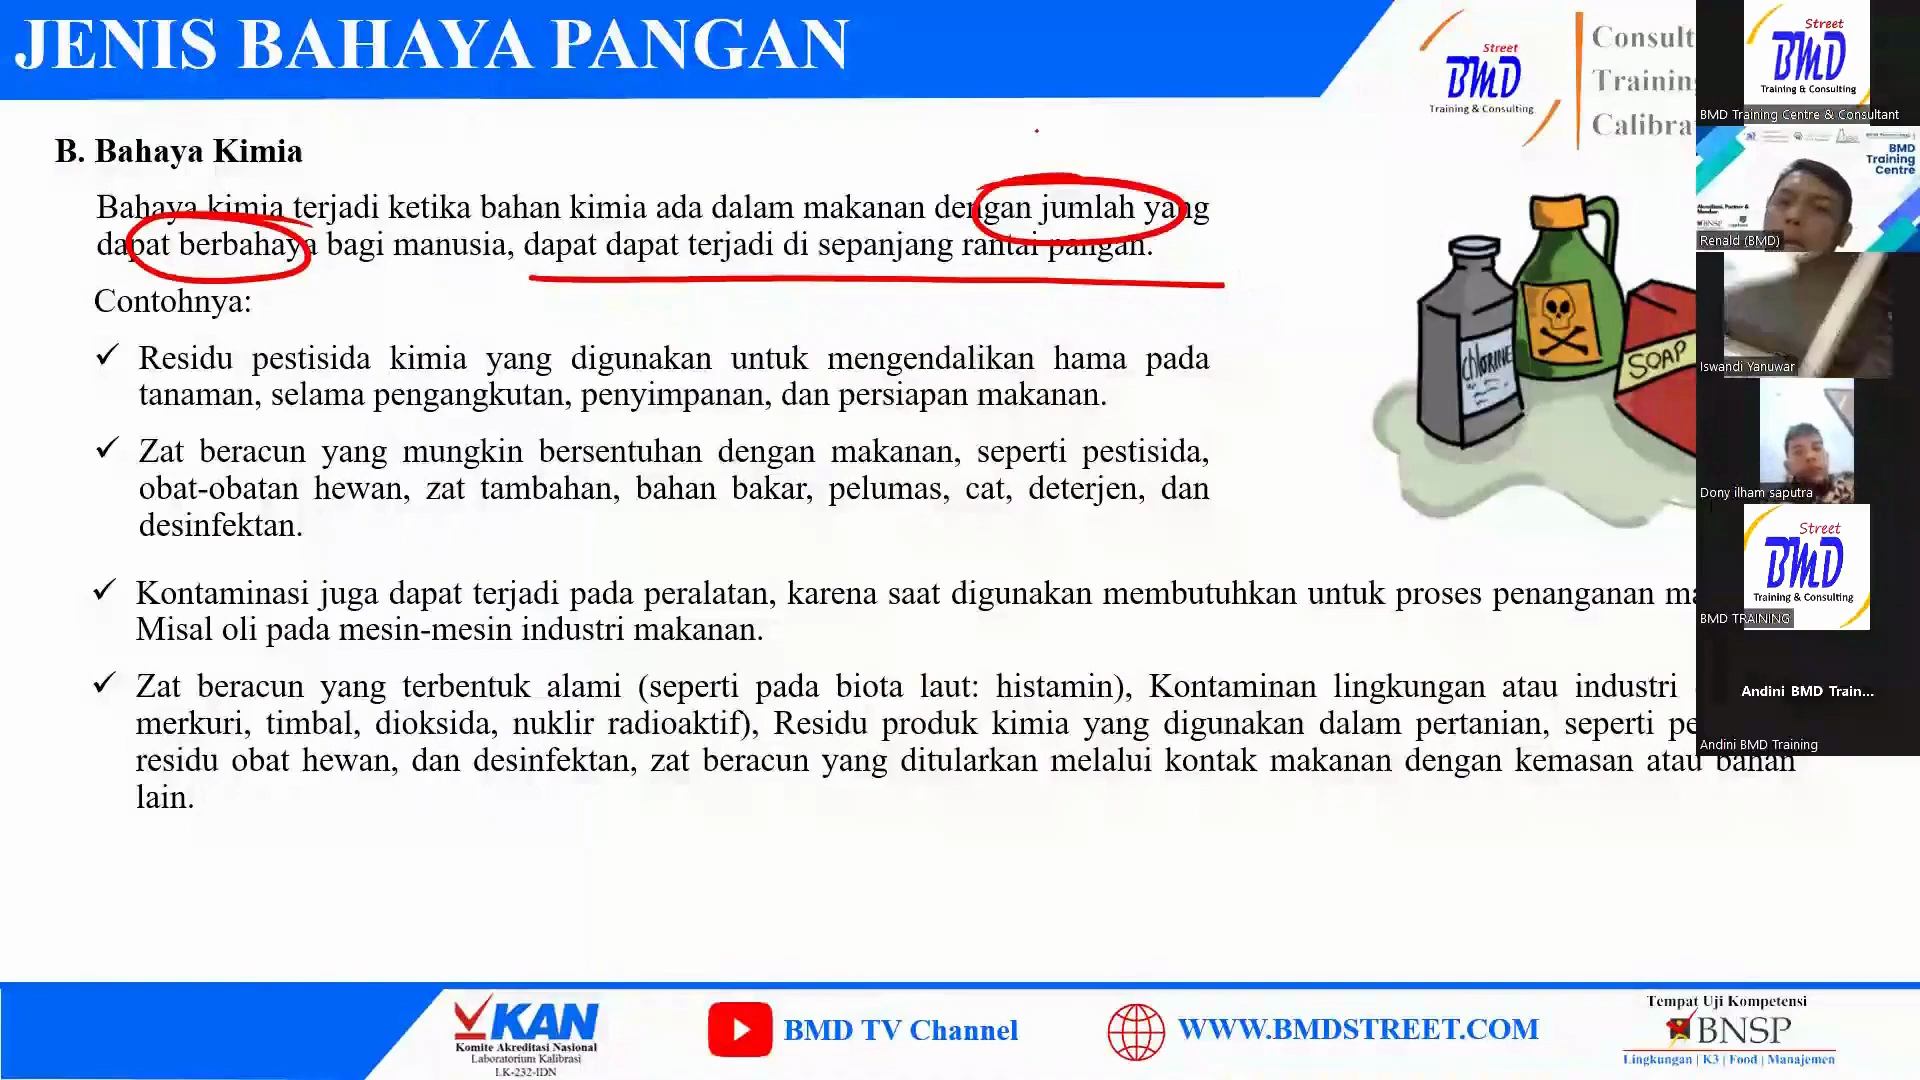 JENIS BAHAYA PANGAN
Street
BMD
Training & Consulting
Consult
Trainin
Calibra
B. Bahaya Kimia
Bahaya kimia terjadi ketika bahan kimia ada dalam makanan dengan jumlah yang
dapat berbahaya bagi manusia, dapat dapat terjadi di sepanjang rantai pangan.
Contohnya:
✓ Residu pestisida kimia yang digunakan untuk mengendalikan hama pada
tanaman, selama pengangkutan, penyimpanan, dan persiapan makanan.
✓ Zat beracun yang mungkin bersentuhan dengan makanan, seperti pestisida,
obat-obatan hewan, zat tambahan, bahan bakar, pelumas, cat, deterjen, dan
desinfektan.
✓ Kontaminasi juga dapat terjadi pada peralatan, karena saat digunakan membutuhkan untuk proses penanganan ma
Misal oli pada mesin-mesin industri makanan.
✓ Zat beracun yang terbentuk alami (seperti pada biota laut: histamin), Kontaminan lingkungan atau industri
merkuri, timbal, dioksida, nuklir radioaktif), Residu produk kimia yang digunakan dalam pertanian, seperti pe
residu obat hewan, dan desinfektan, zat beracun yang ditularkan melalui kontak makanan dengan kemasan atau bahan
lain.
chlorine
SOAP
Street
BMD
Training & Consulting
BMD Training Centre & Consultant
BMD
Training
Centre
Renald (BMD)
Iswandi Yanuwar
Dony ilham saputra
Street
BMD
Training & Consulting
BMD TRAINING
Andini BMD Train...
Andini BMD Training
KAN
Komite Akreditasi Nasional
Laboratorium Kalibrasi
LK-232-IDN
BMD TV Channel
WWW.BMDSTREET.COM
Tempat Uji Kompetensi
BNSP
Lingkungan | K3 | Food | Manajemen